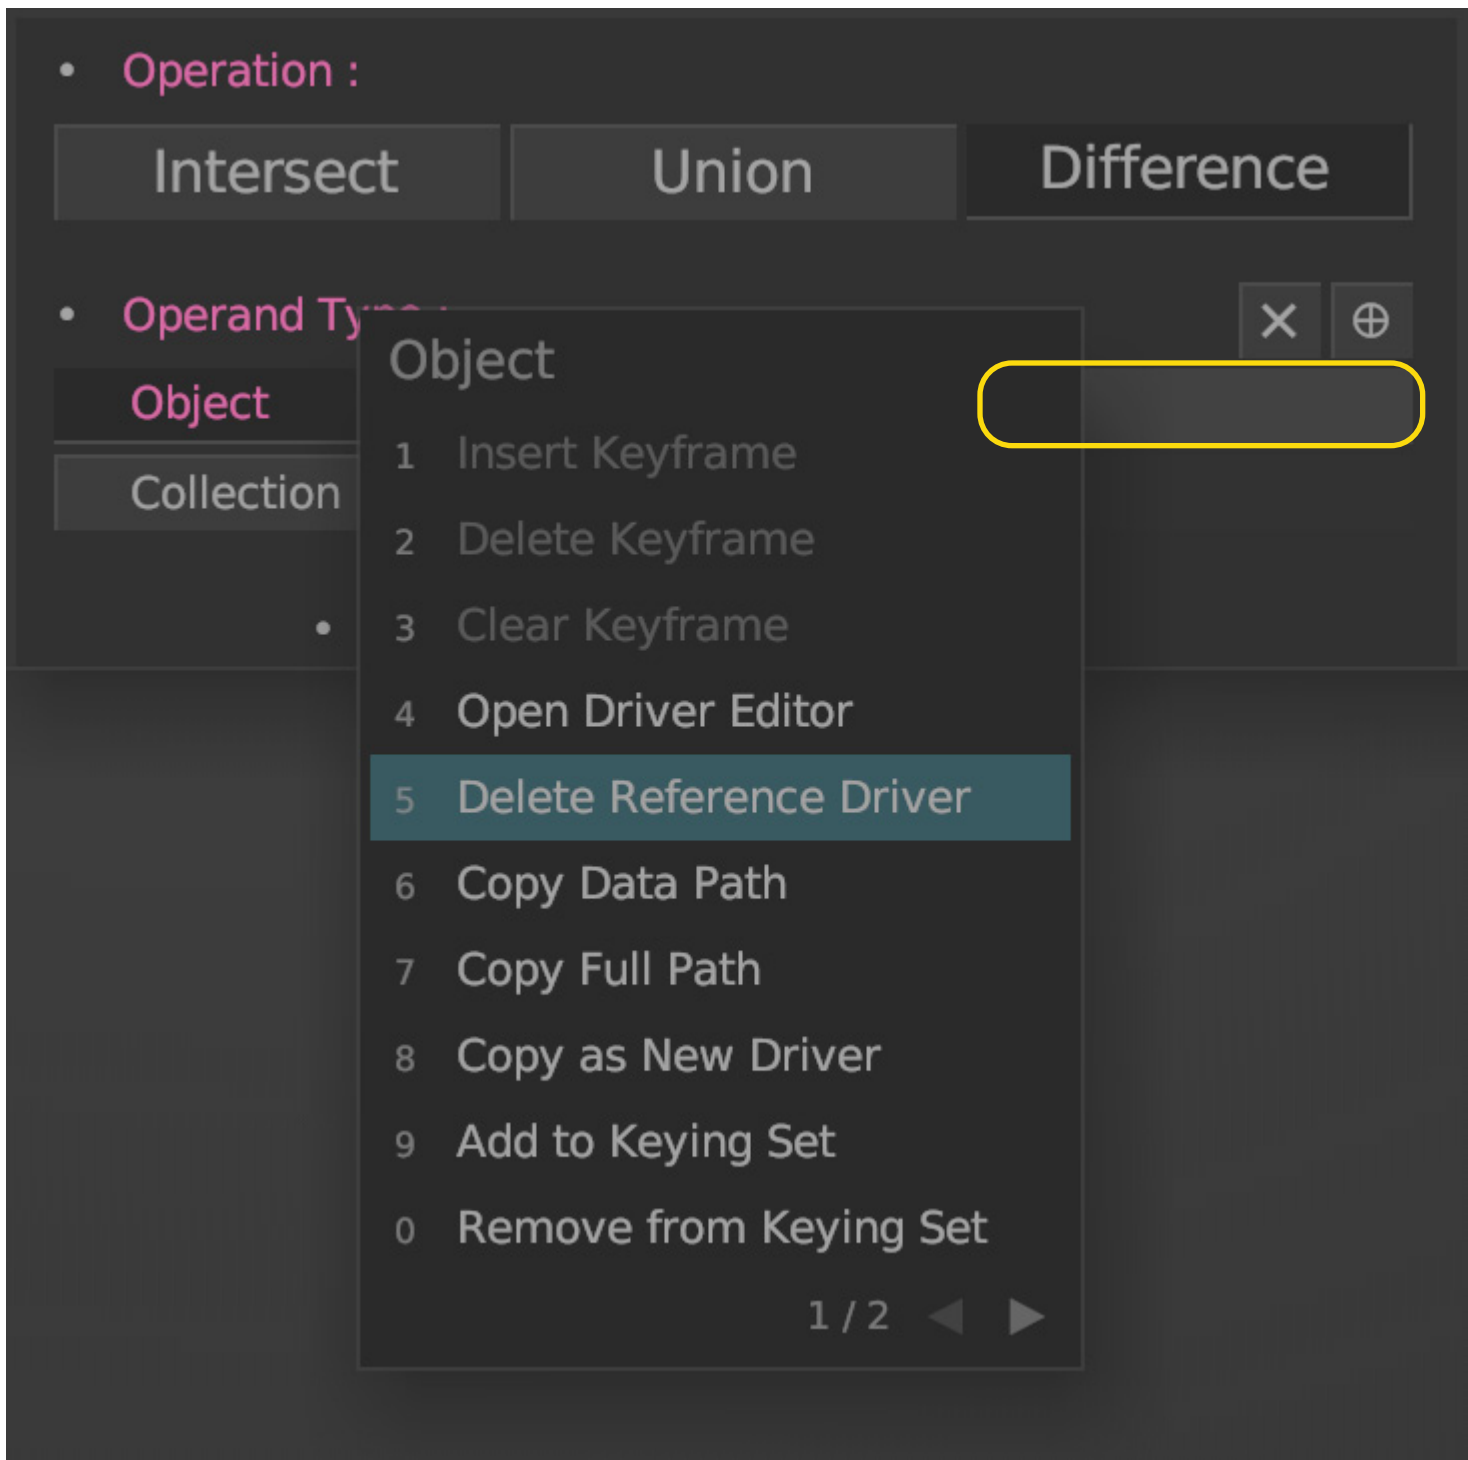 Operation :
Intersect Union Difference
Operand Ty
Object
Collection
Object
1 Insert Keyframe
2 Delete Keyframe
3 Clear Keyframe
4 Open Driver Editor
5 Delete Reference Driver
6 Copy Data Path
7 Copy Full Path
8 Copy as New Driver
9 Add to Keying Set
0 Remove from Keying Set
1 / 2